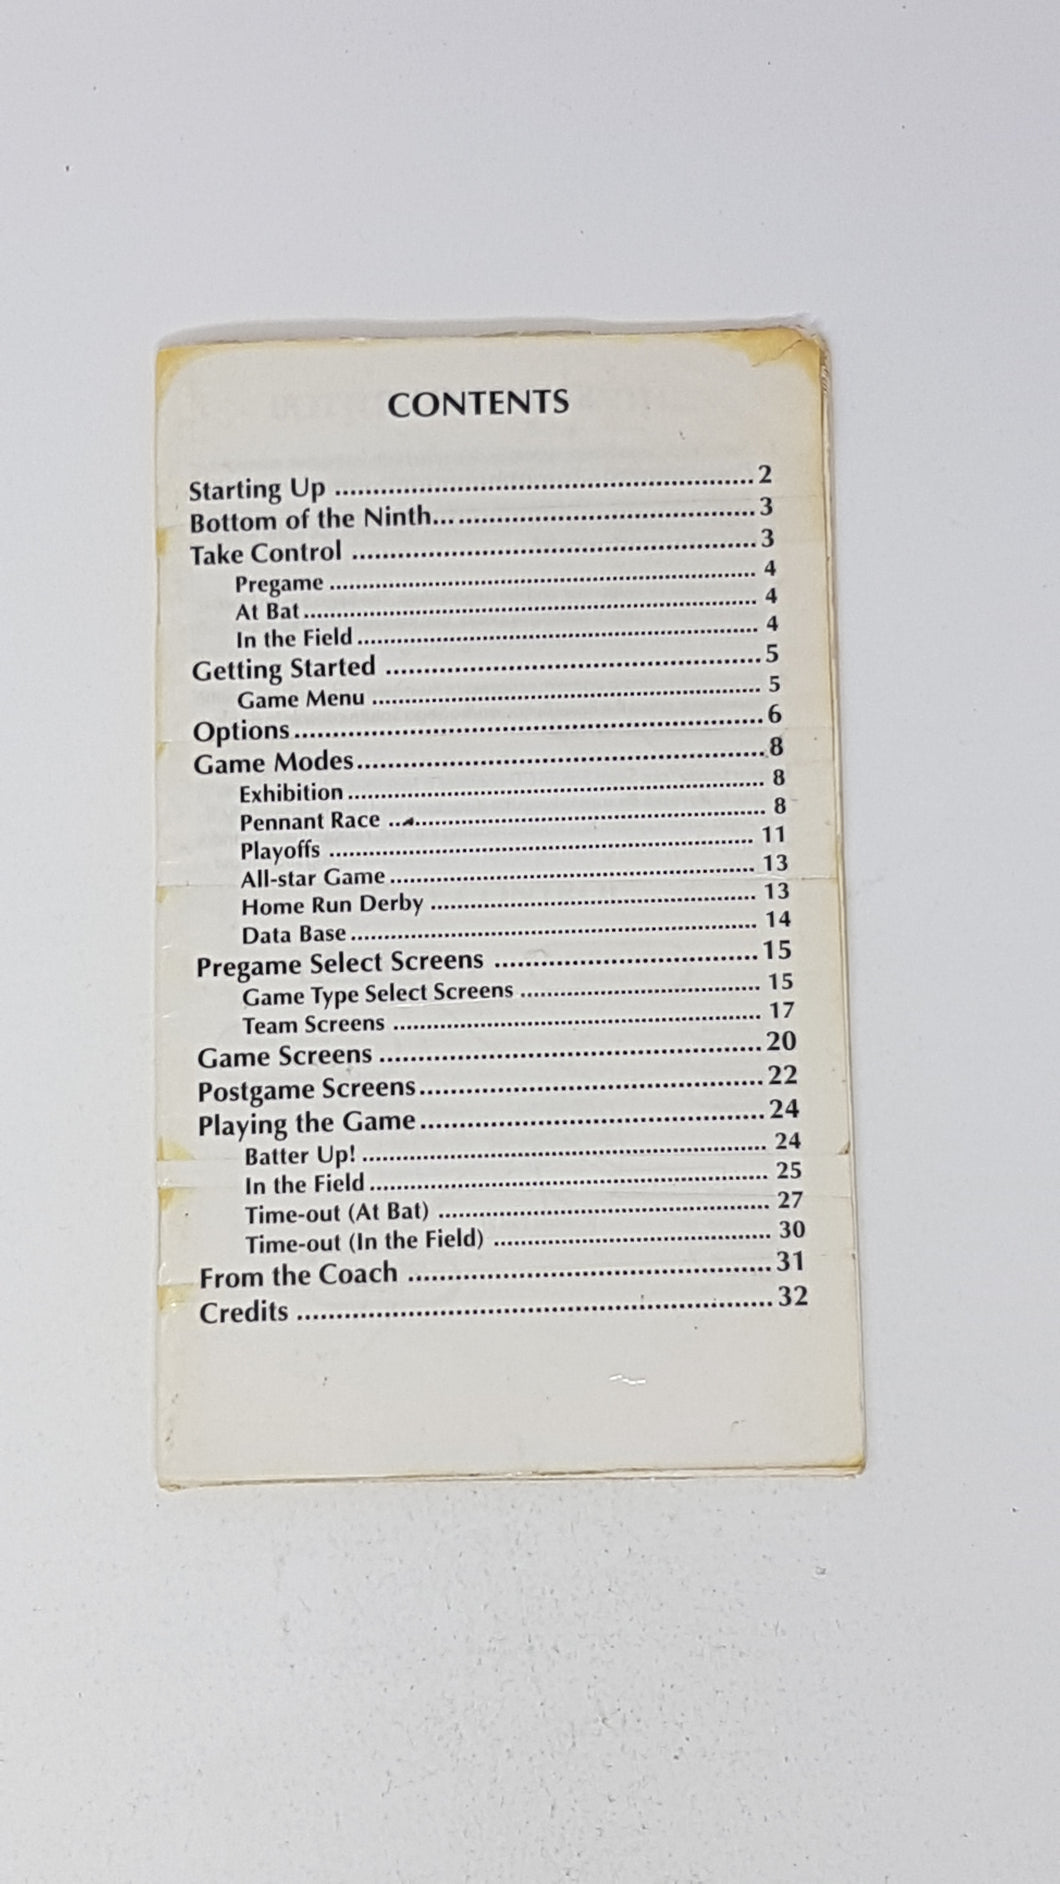 CONTENTS
Starting Up ........................................................ 2
Bottom of the Ninth... ........................................ 3
Take Control ...................................................... 3
Pregame ............................................................ 4
At Bat ................................................................ 4
In the Field ........................................................ 4
Getting Started .................................................. 5
Game Menu ...................................................... 5
Options .............................................................. 6
Game Modes ...................................................... 8
Exhibition .......................................................... 8
Pennant Race .................................................... 8
Playoffs .......................................................... 11
All-star Game .................................................. 13
Home Run Derby ............................................ 13
Data Base ........................................................ 14
Pregame Select Screens .................................... 15
Game Type Select Screens .............................. 15
Team Screens .................................................. 17
Game Screens .................................................. 20
Postgame Screens .............................................. 22
Playing the Game .............................................. 24
Batter Up! ........................................................ 24
In the Field ...................................................... 25
Time-out (At Bat) ............................................ 27
Time-out (In the Field) .................................... 30
From the Coach ................................................ 31
Credits .............................................................. 32